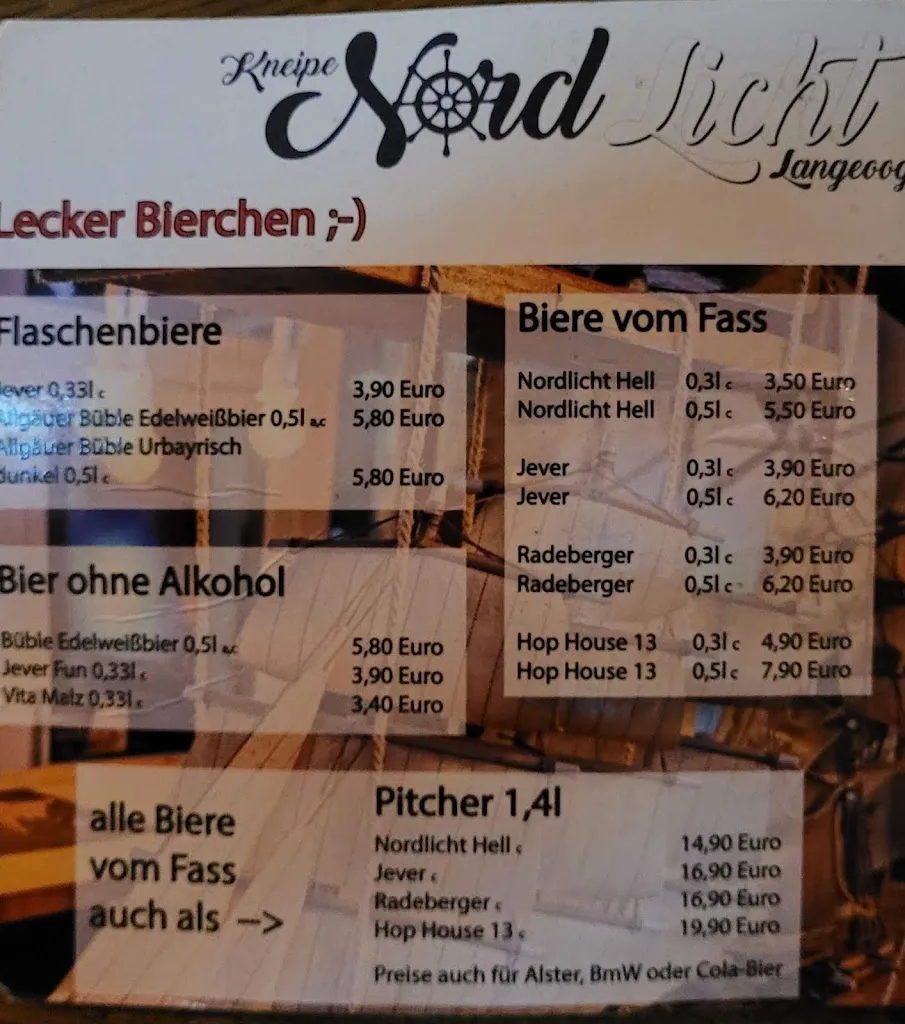 Kneipe Nord Licht
Langeoog
Lecker Bierchen ;-)
Flaschenbiere
Jever 0,33l c 3,90 Euro
Allgäuer Büble Edelweißbier 0,5l a,c 5,80 Euro
Allgäuer Büble Urbayrisch
dunkel 0,5l c 5,80 Euro
Bier ohne Alkohol
Büble Edelweißbier 0,5l a,c 5,80 Euro
Jever Fun 0,33l c 3,90 Euro
Vita Malz 0,33l c 3,40 Euro
Biere vom Fass
Nordlicht Hell 0,3l c 3,50 Euro
Nordlicht Hell 0,5l c 5,50 Euro
Jever 0,3l c 3,90 Euro
Jever 0,5l c 6,20 Euro
Radeberger 0,3l c 3,90 Euro
Radeberger 0,5l c 6,20 Euro
Hop House 13 0,3l c 4,90 Euro
Hop House 13 0,5l c 7,90 Euro
alle Biere
vom Fass
auch als -->
Pitcher 1,4l
Nordlicht Hell c 14,90 Euro
Jever c 16,90 Euro
Radeberger c 16,90 Euro
Hop House 13 c 19,90 Euro
Preise auch für Alster, BmW oder Cola-Bier